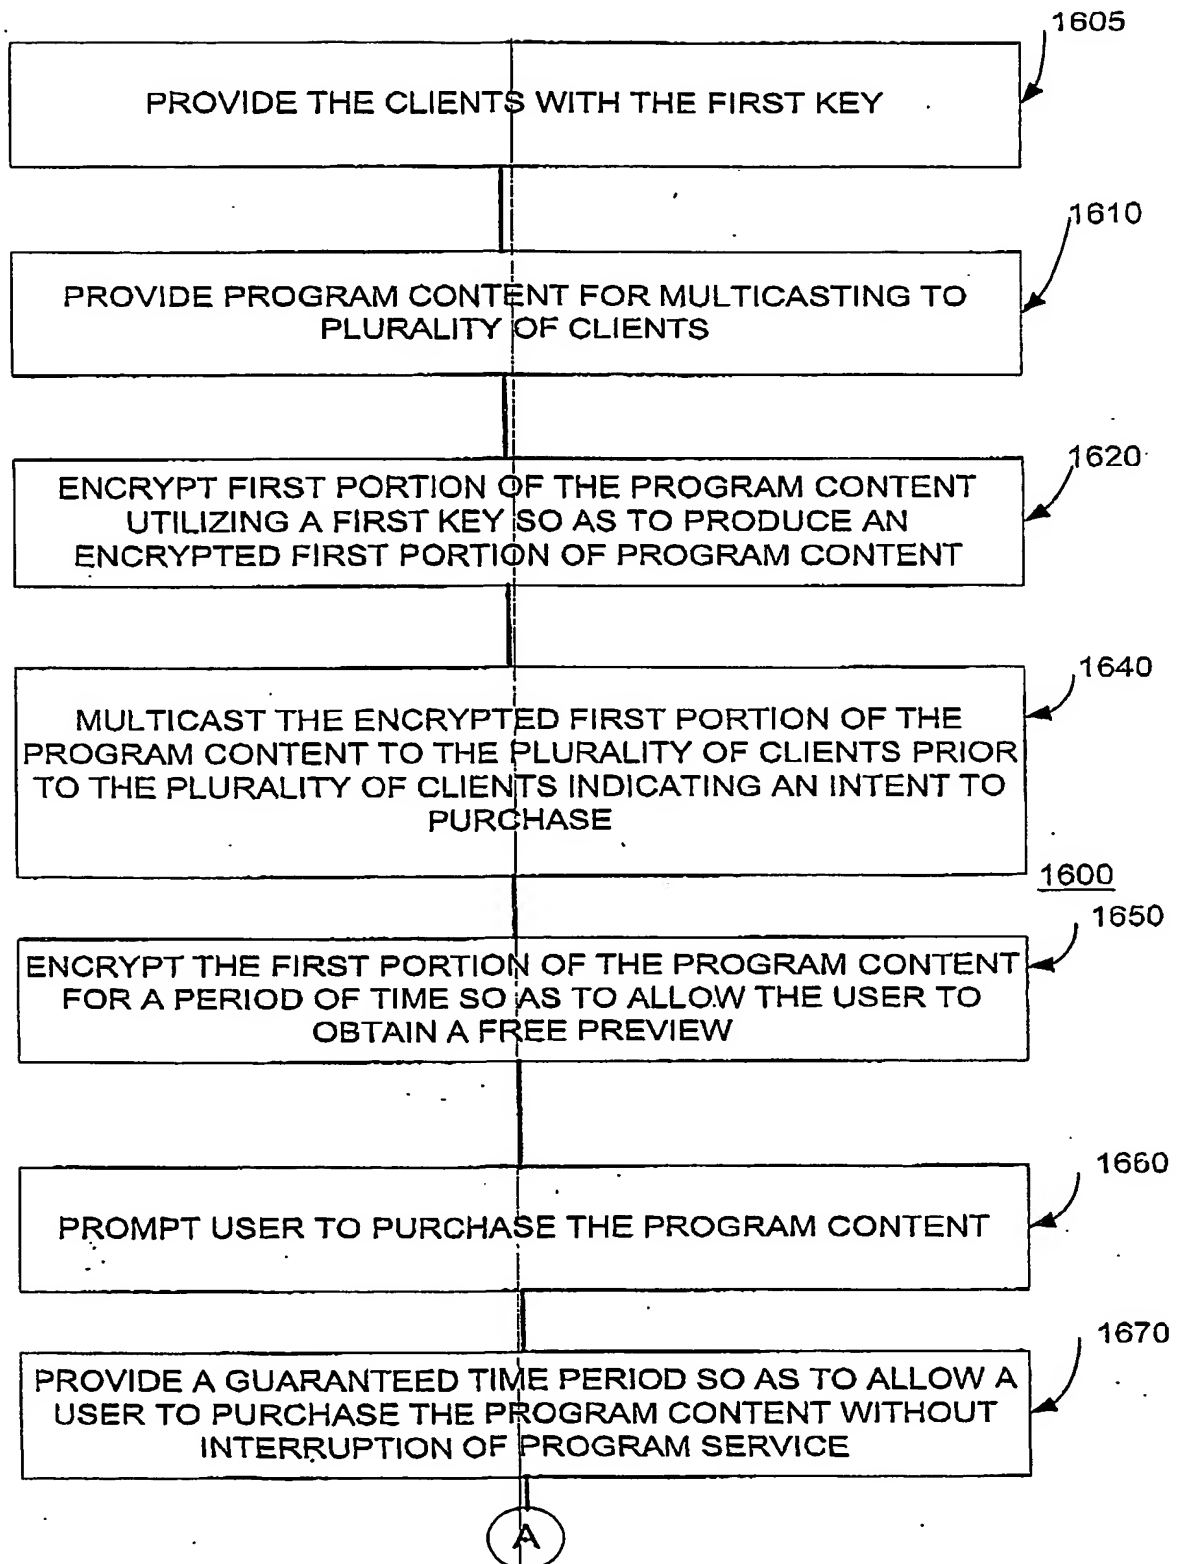 1605
PROVIDE THE CLIENTS WITH THE FIRST KEY
1610
PROVIDE PROGRAM CONTENT FOR MULTICASTING TO
PLURALITY OF CLIENTS
1620
ENCRYPT FIRST PORTION OF THE PROGRAM CONTENT
UTILIZING A FIRST KEY SO AS TO PRODUCE AN
ENCRYPTED FIRST PORTION OF PROGRAM CONTENT
1640
MULTICAST THE ENCRYPTED FIRST PORTION OF THE
PROGRAM CONTENT TO THE PLURALITY OF CLIENTS PRIOR
TO THE PLURALITY OF CLIENTS INDICATING AN INTENT TO
PURCHASE
1600
1650
ENCRYPT THE FIRST PORTION OF THE PROGRAM CONTENT
FOR A PERIOD OF TIME SO AS TO ALLOW THE USER TO
OBTAIN A FREE PREVIEW
1660
PROMPT USER TO PURCHASE THE PROGRAM CONTENT
1670
PROVIDE A GUARANTEED TIME PERIOD SO AS TO ALLOW A
USER TO PURCHASE THE PROGRAM CONTENT WITHOUT
INTERRUPTION OF PROGRAM SERVICE
A